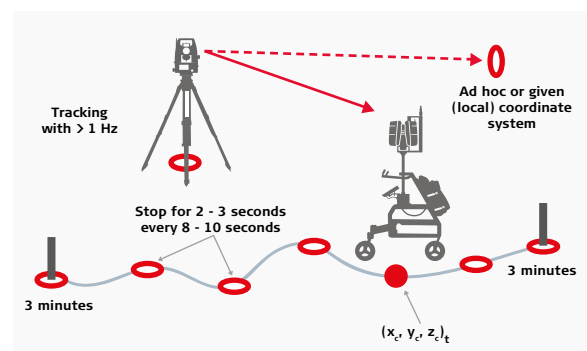 Tracking
with > 1 Hz
Ad hoc or given
(local) coordinate
system
Stop for 2 - 3 seconds
every 8 - 10 seconds
3 minutes
3 minutes
(xc, yc, zc)t